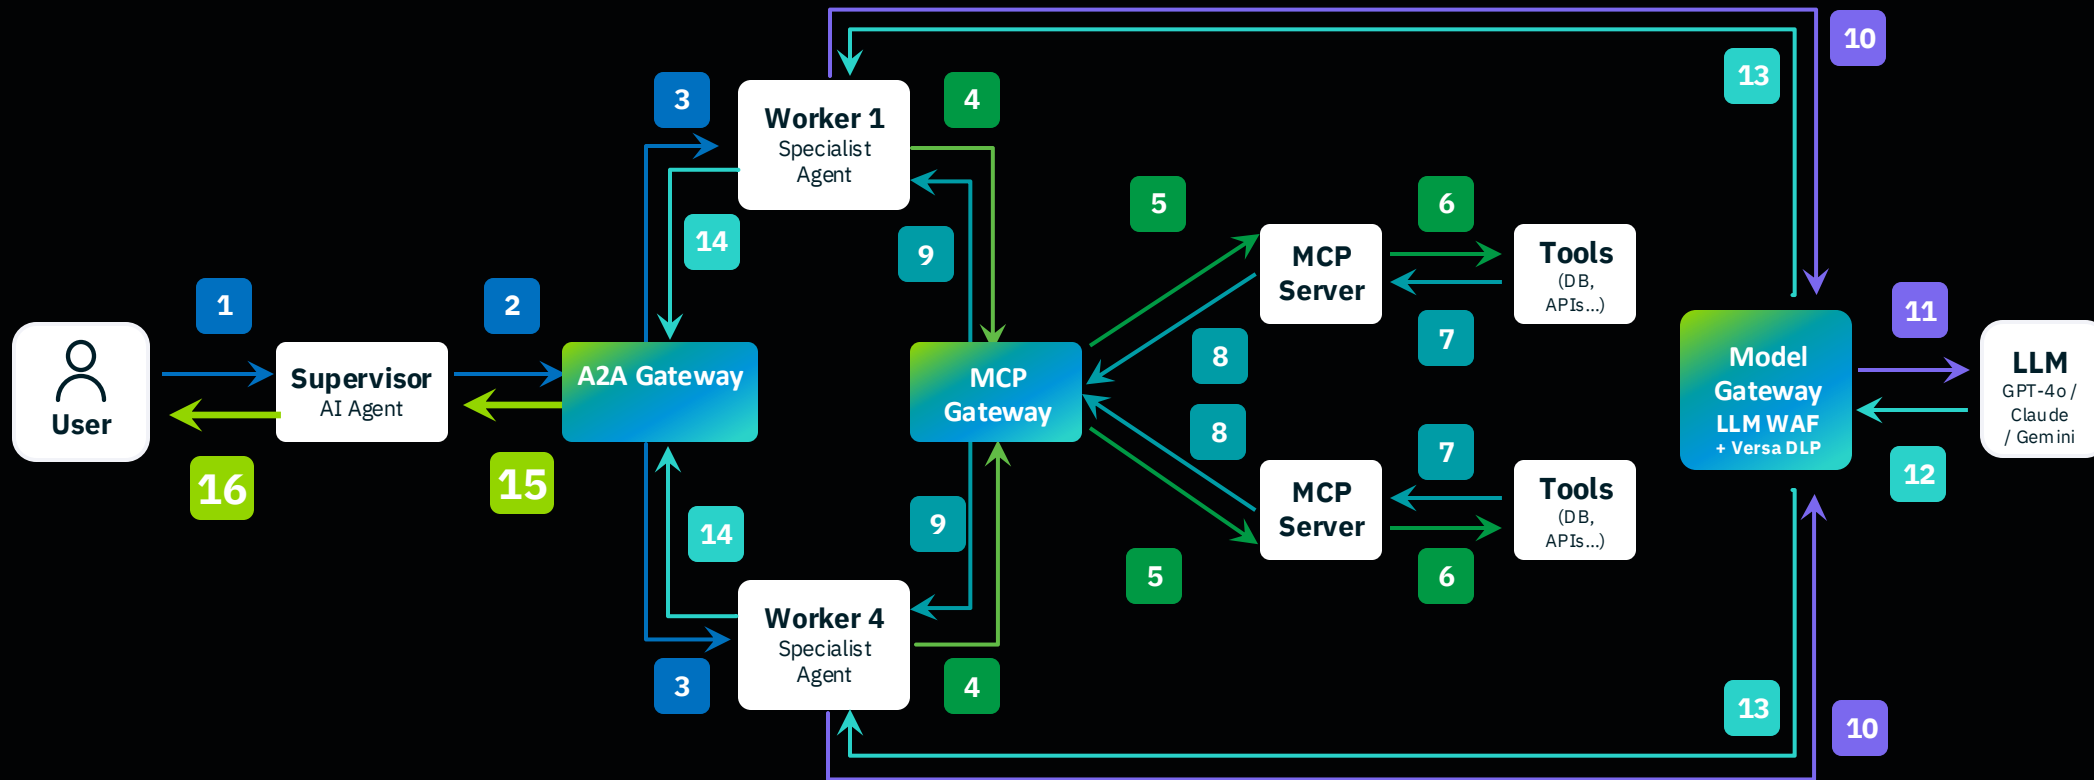 10
13
3
Worker 1
Specialist
Agent
4
5
6
14
9
MCP
Server
Tools
(DB,
APIs...)
1
2
11
User
Supervisor
AI Agent
A2A Gateway
MCP
Gateway
8
7
Model
Gateway
LLM WAF
+ Versa DLP
LLM
GPT-4o /
Claude
/ Gemini
16
15
8
7
12
14
9
MCP
Server
Tools
(DB,
APIs...)
5
6
Worker 4
Specialist
Agent
3
4
13
10